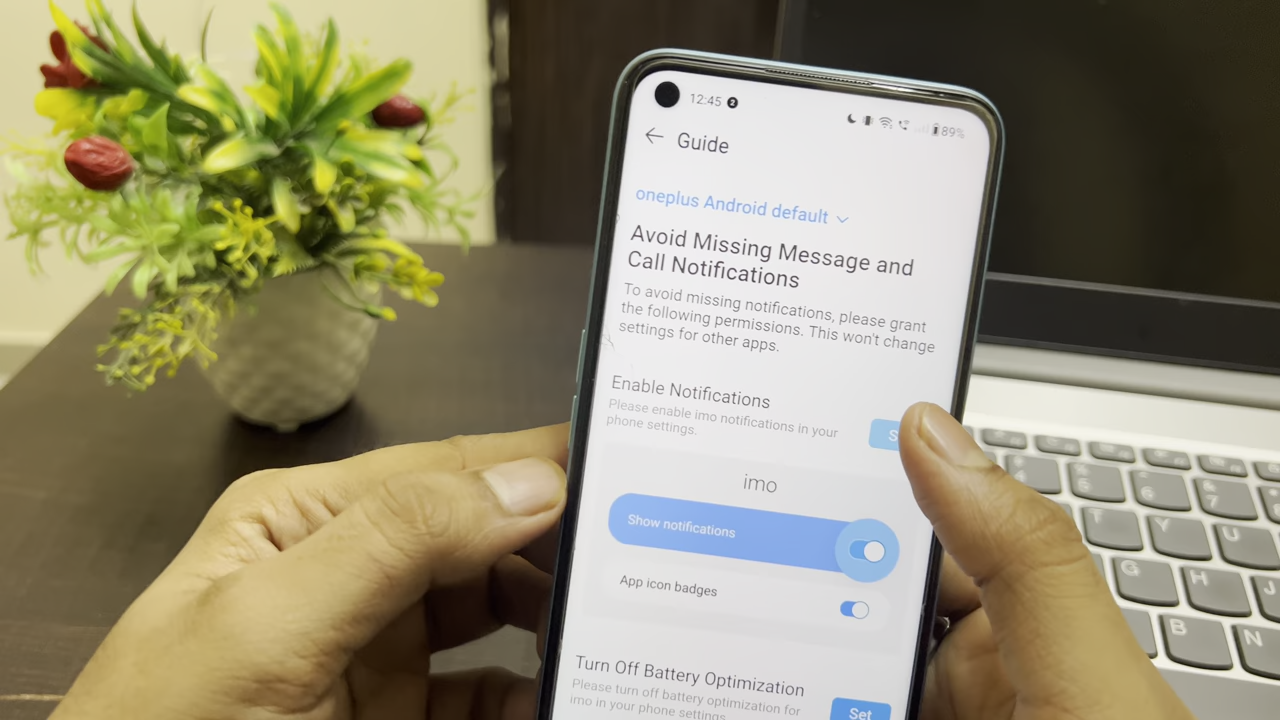 12:45 2
89%
Guide
oneplus Android default
Avoid Missing Message and
Call Notifications
To avoid missing notifications, please grant
the following permissions. This won't change
settings for other apps.
Enable Notifications
Please enable imo notifications in your
phone settings.
imo
Show notifications
App icon badges
Turn Off Battery Optimization
Please turn off battery optimization for
imo in your phone settings
Set
7
F
Y
U
G
H
J
B
N